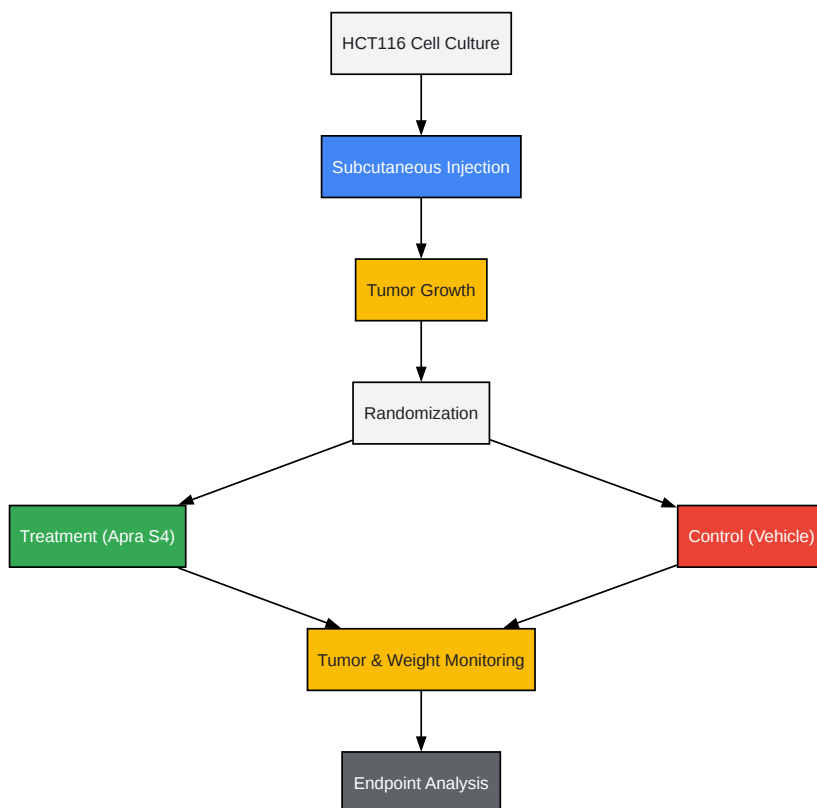 HCT116 Cell Culture
Subcutaneous Injection
Tumor Growth
Randomization
Treatment (Apra S4)
Control (Vehicle)
Tumor & Weight Monitoring
Endpoint Analysis